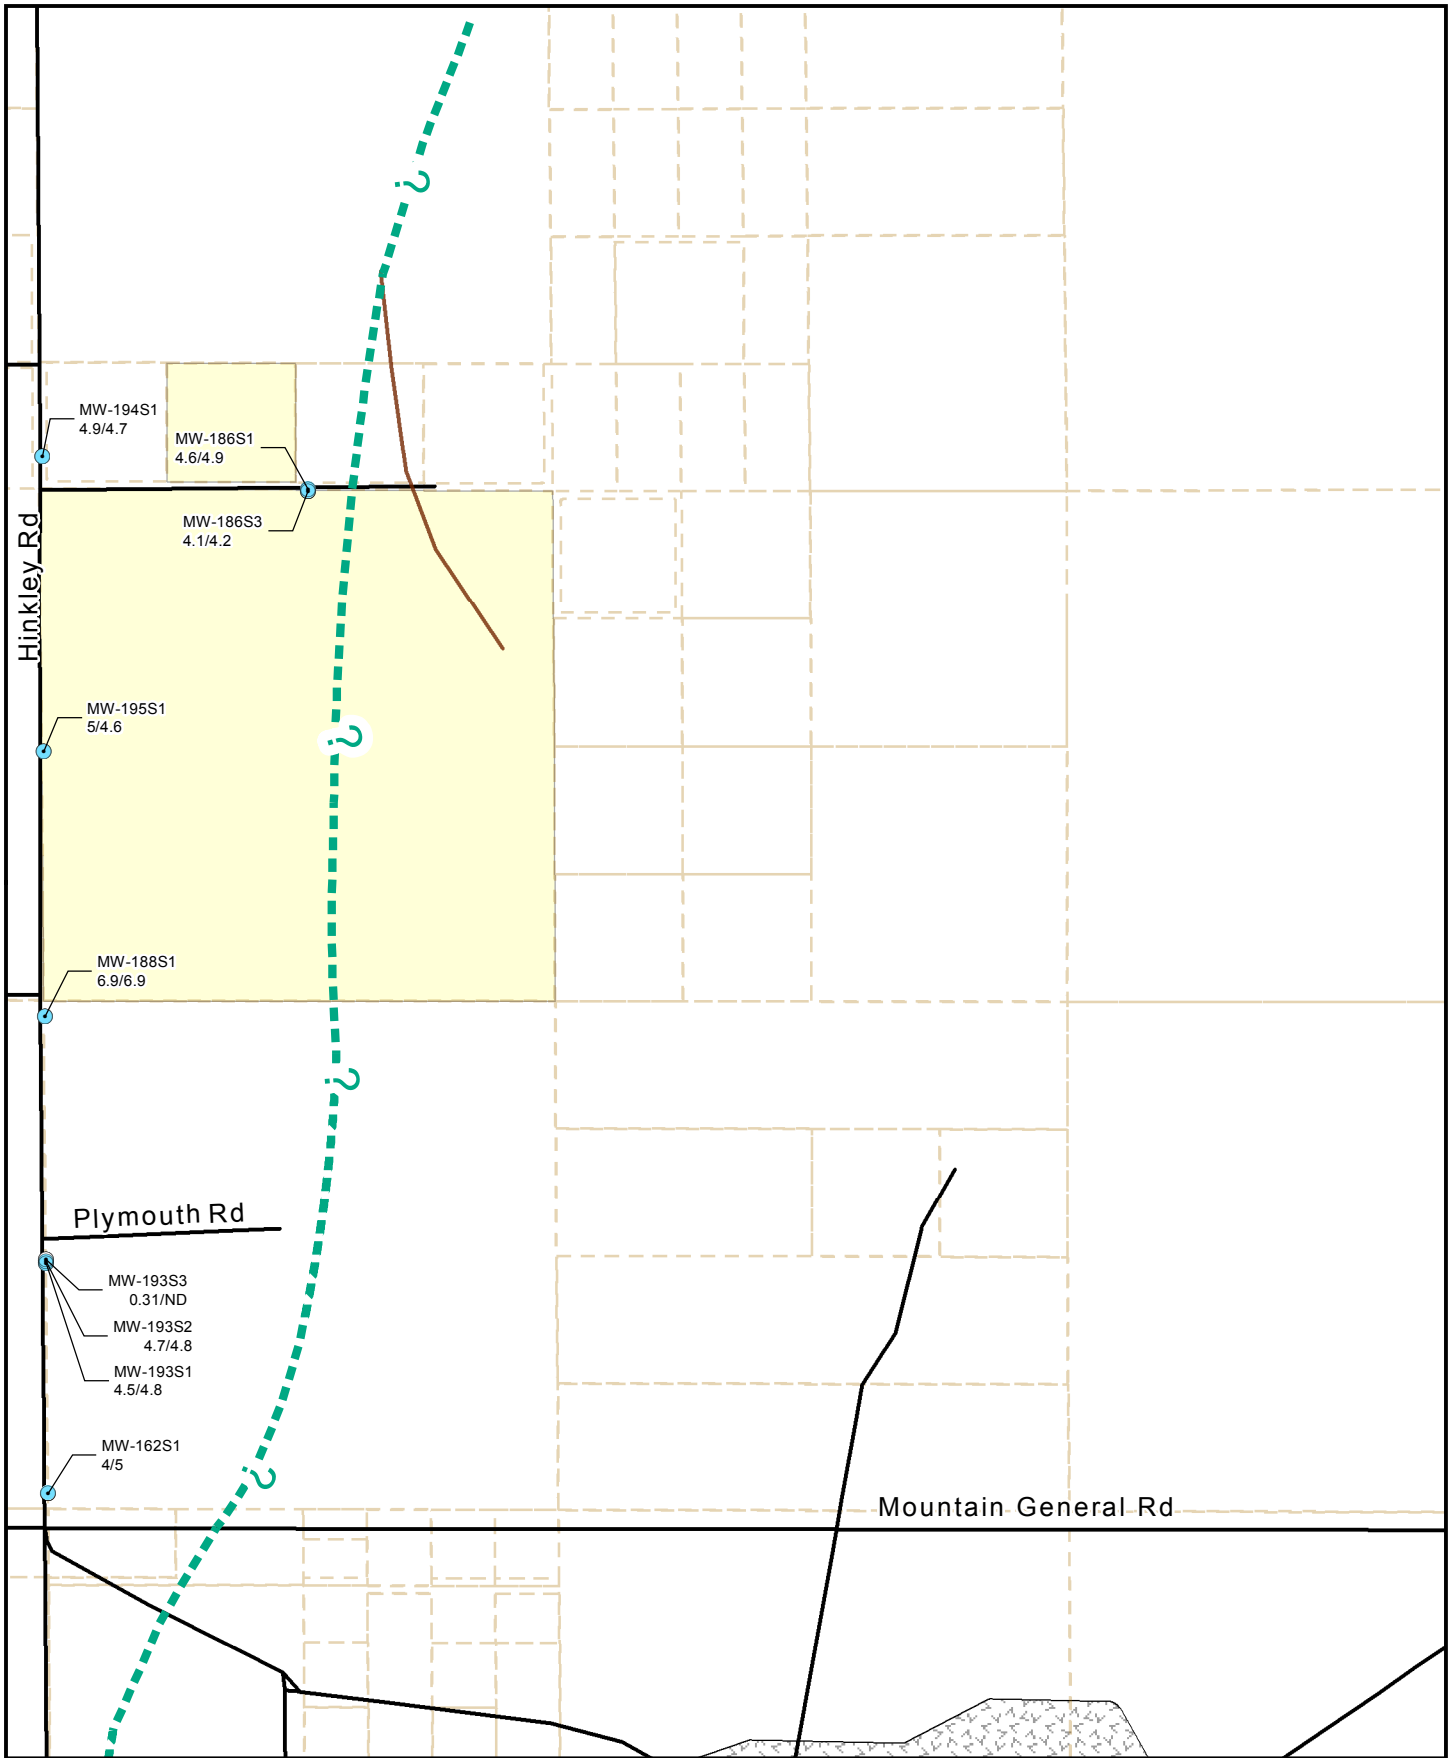 ?
MW-194S1
4.9/4.7
MW-186S1
4.6/4.9
MW-186S3
4.1/4.2
Hinkley Rd
MW-195S1
5/4.6
?
MW-188S1
6.9/6.9
?
Plymouth Rd
MW-193S3
0.31/ND
MW-193S2
4.7/4.8
MW-193S1
4.5/4.8
MW-162S1
4/5
?
Mountain General Rd